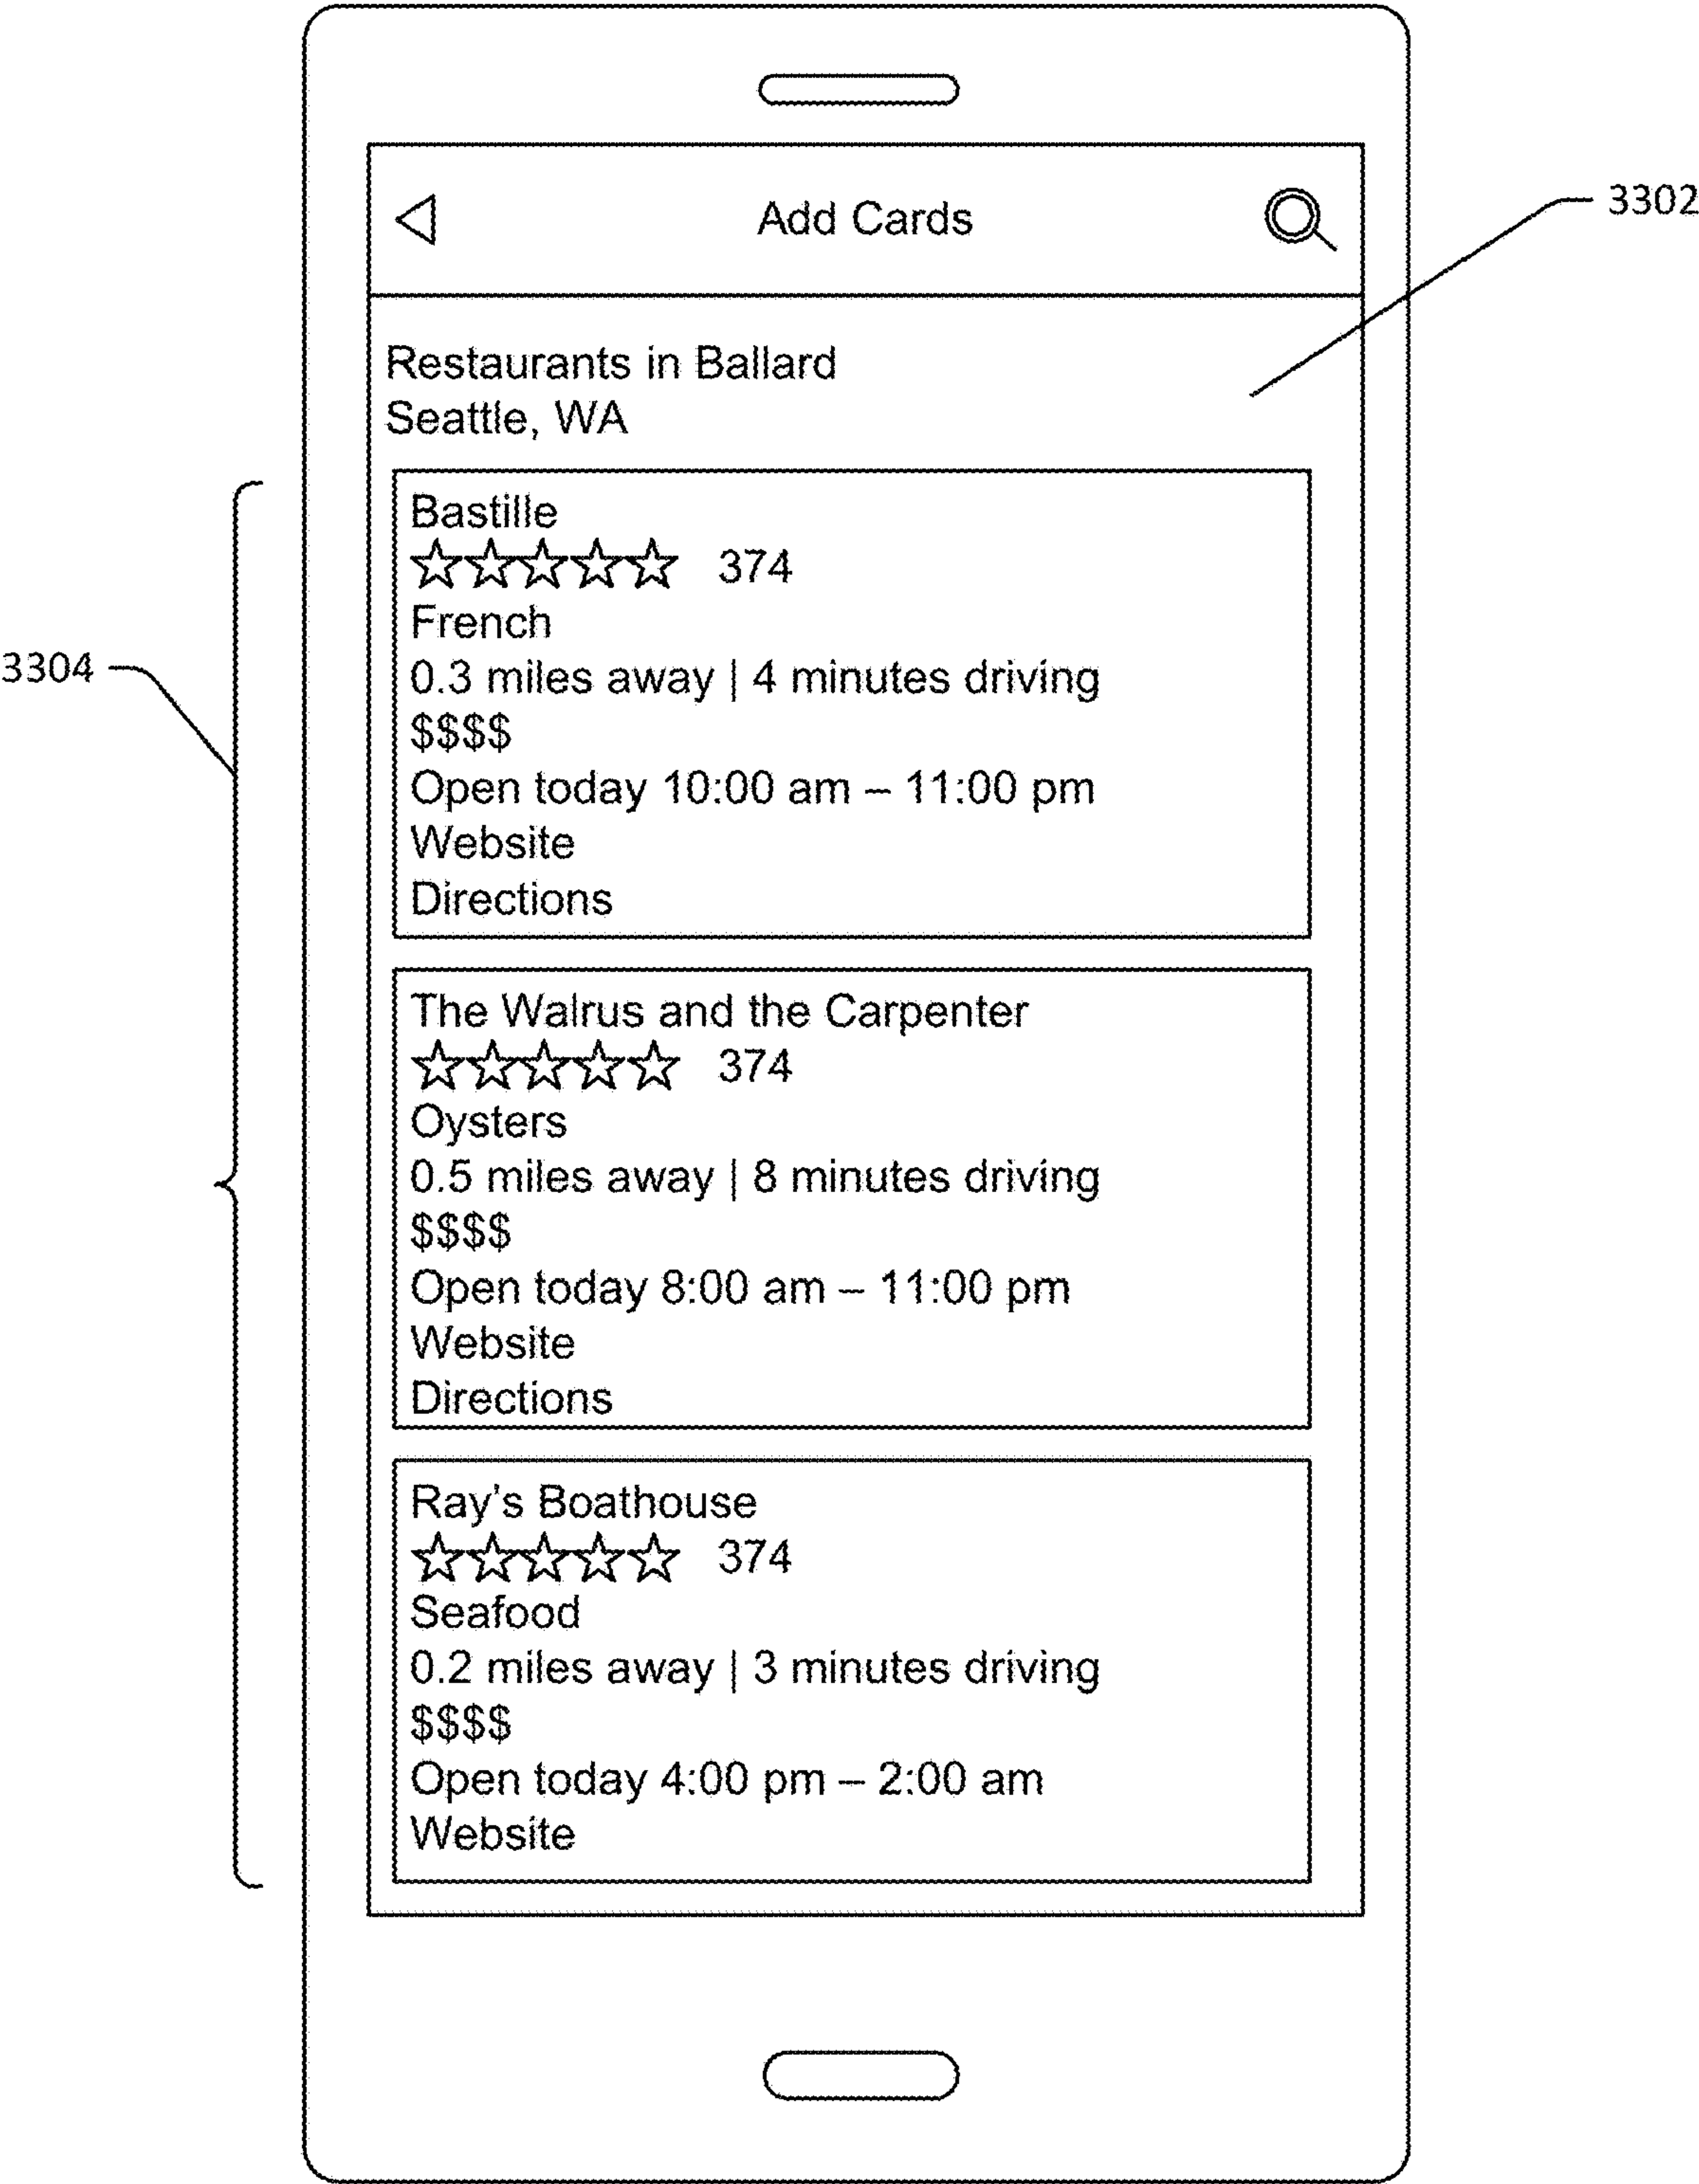 Add Cards
3302
Restaurants in Ballard
Seattle, WA
3304
Bastille
374
French
0.3 miles away | 4 minutes driving
$$$$
Open today 10:00 am – 11:00 pm
Website
Directions
The Walrus and the Carpenter
374
Oysters
0.5 miles away | 8 minutes driving
$$$$
Open today 8:00 am – 11:00 pm
Website
Directions
Ray's Boathouse
374
Seafood
0.2 miles away | 3 minutes driving
$$$$
Open today 4:00 pm – 2:00 am
Website